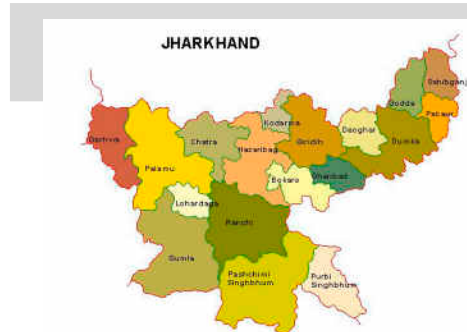 JHARKHAND
Sahibganj
Godda
Pakaur
Kodarma
Deoghar
Dumka
Garhwa
Chatra
Hazaribag
Giridih
Palamu
Bokaro
Dhanbad
Lohardaga
Ranchi
Gumla
Pashchimi
Singhbhum
Purbi
Singhbhum